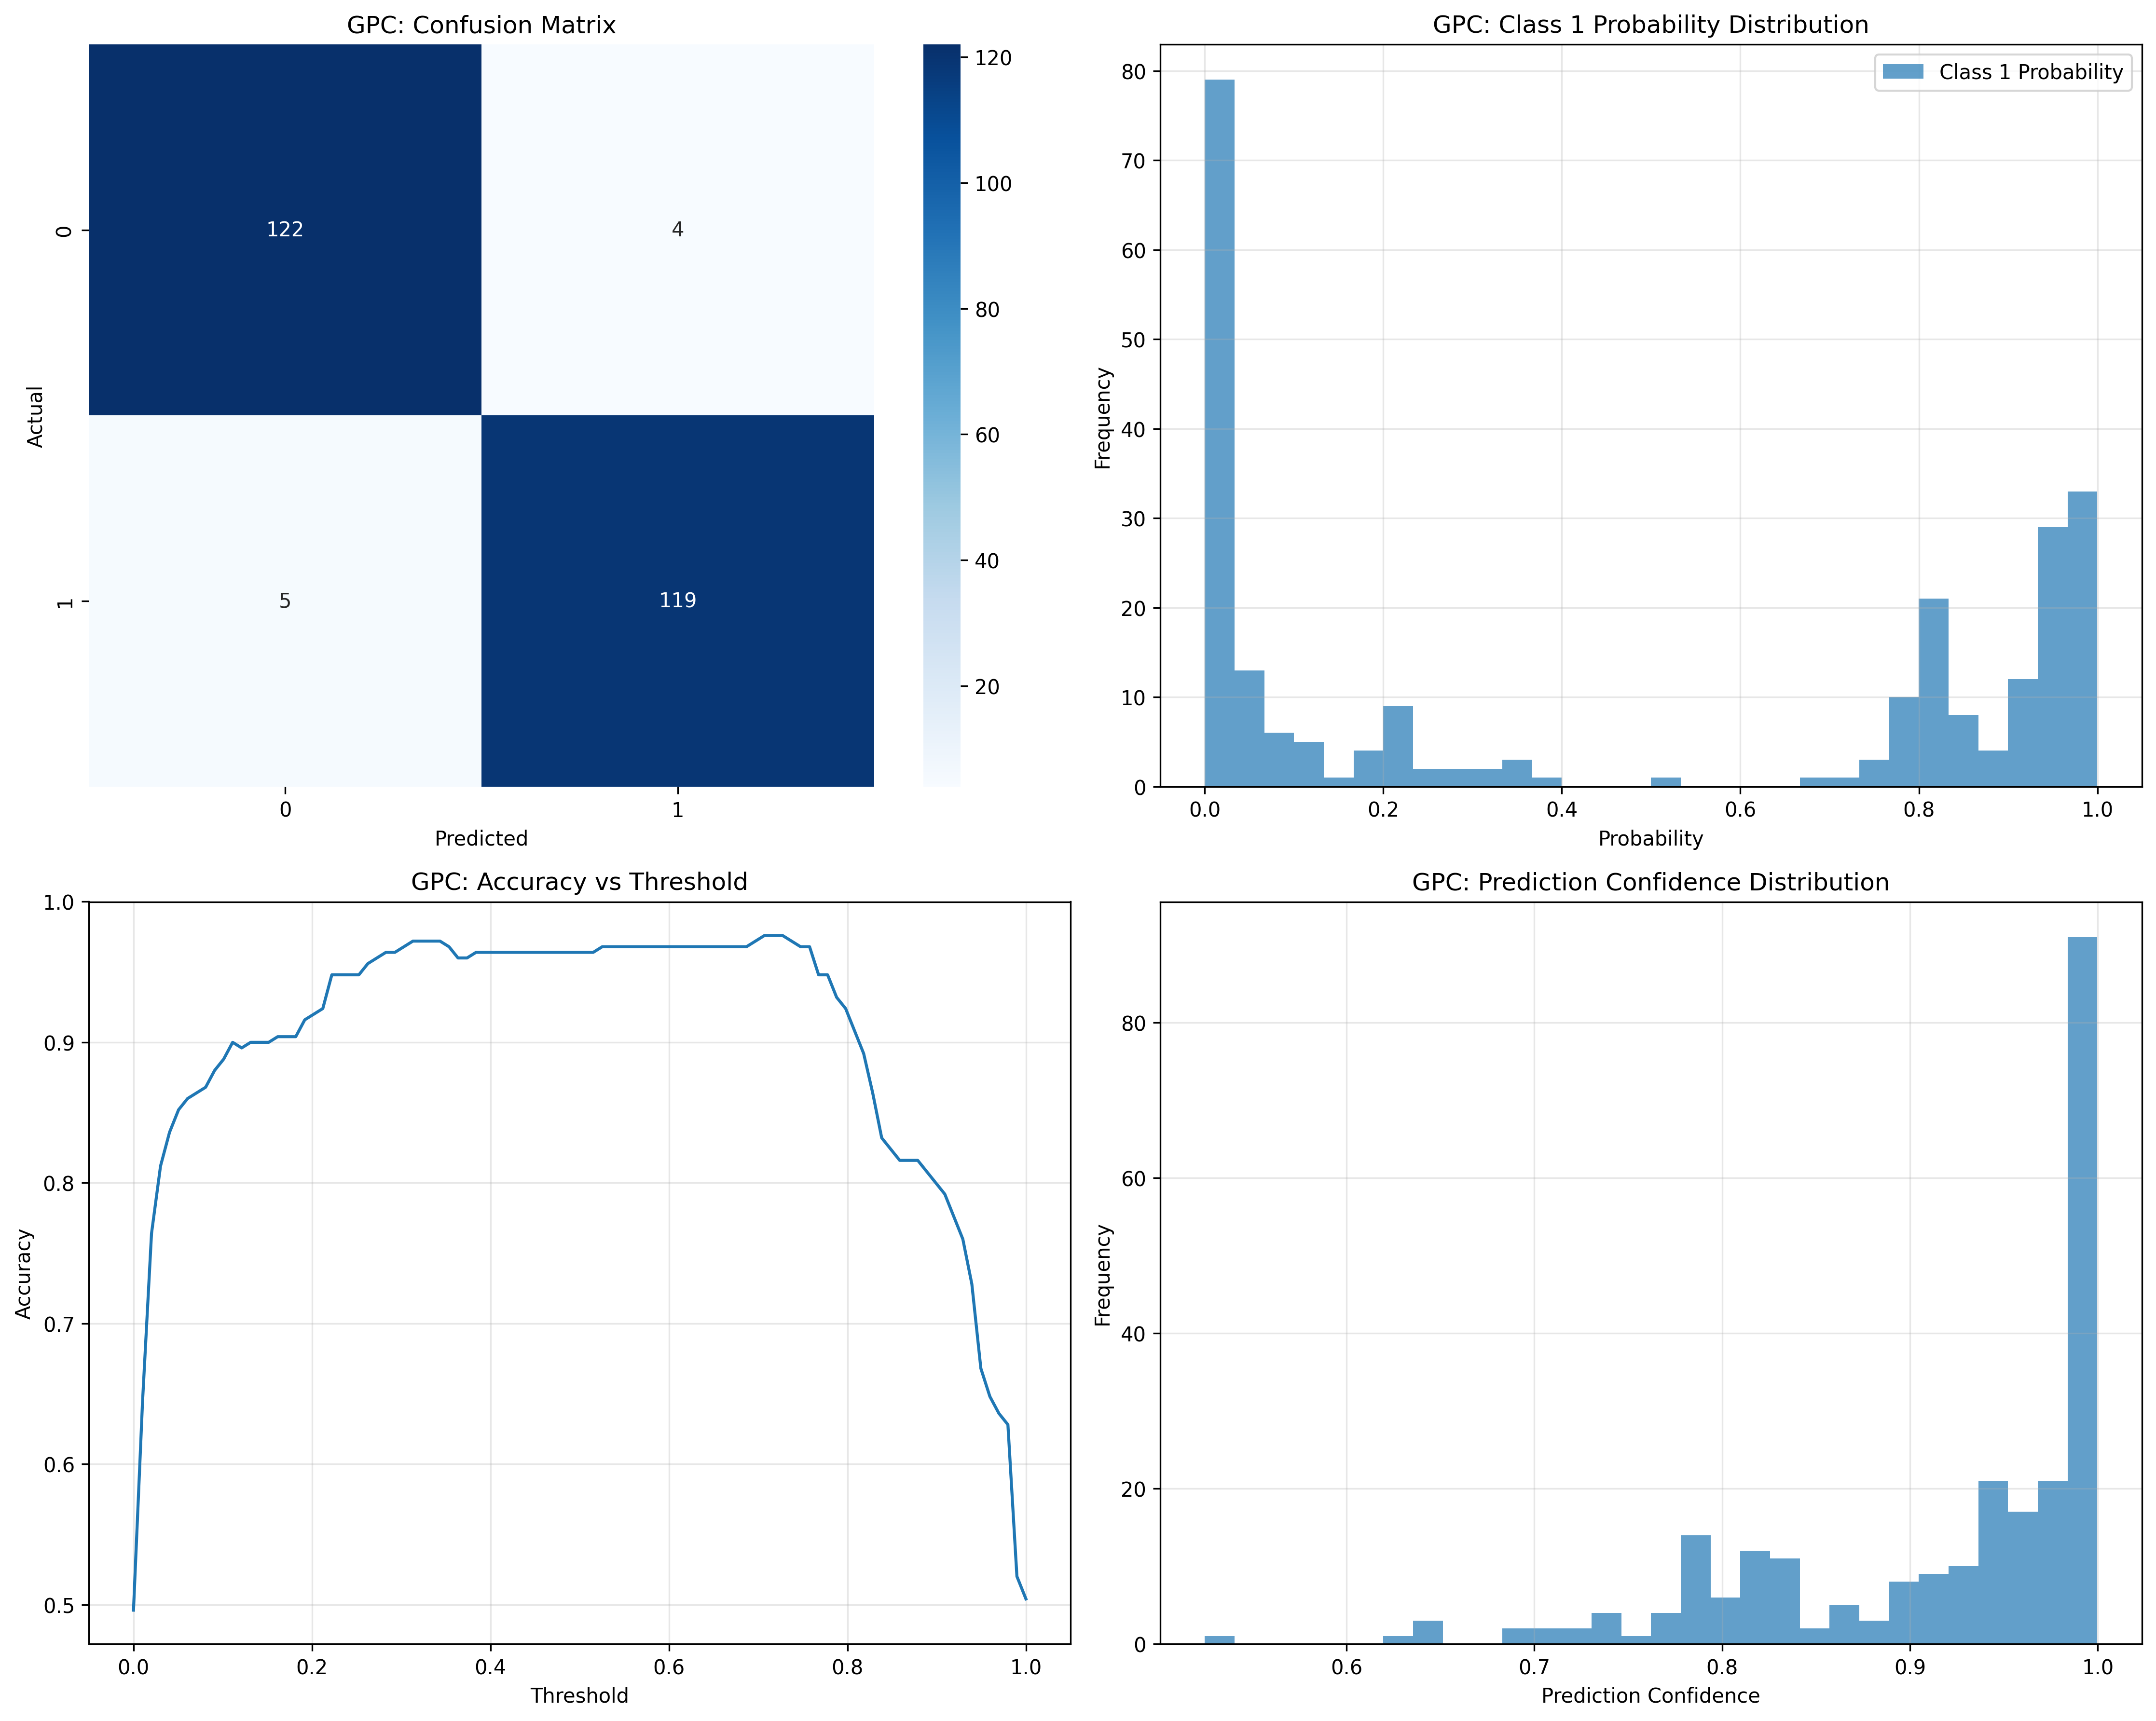 GPC: Confusion Matrix
122 4
5 119
0
1
Actual
0 1
Predicted
120
100
80
60
40
20
GPC: Class 1 Probability Distribution
Class 1 Probability
80
70
60
50
40
30
20
10
0
Frequency
0.0 0.2 0.4 0.6 0.8 1.0
Probability
GPC: Accuracy vs Threshold
1.0
0.9
0.8
0.7
0.6
0.5
Accuracy
0.0 0.2 0.4 0.6 0.8 1.0
Threshold
GPC: Prediction Confidence Distribution
80
60
40
20
0
Frequency
0.6 0.7 0.8 0.9 1.0
Prediction Confidence